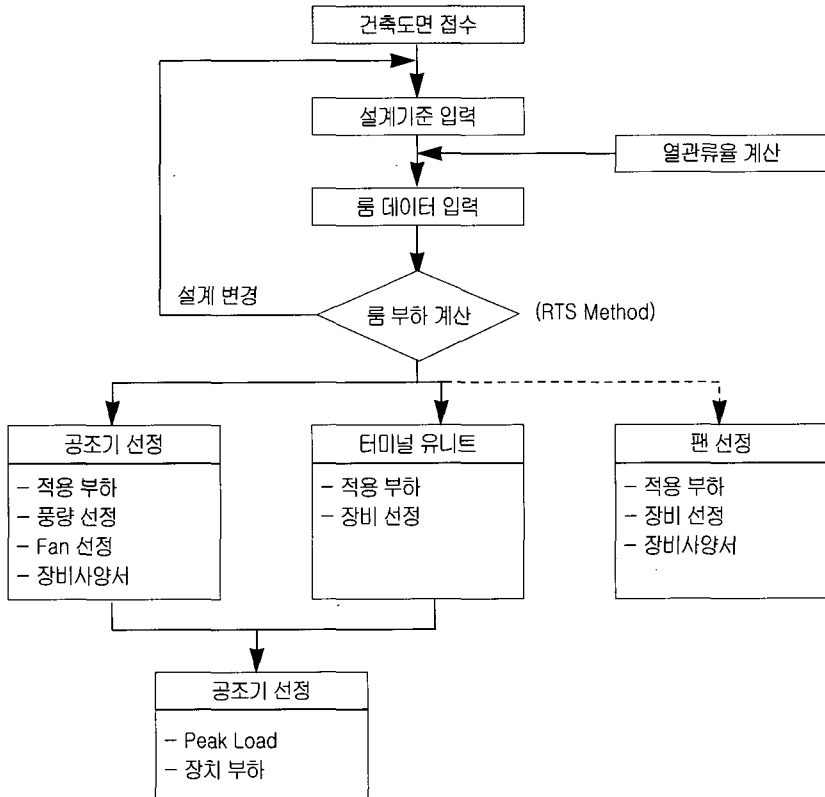 건축도면 접수
설계기준 입력
열관류율 계산
룸 데이터 입력
설계 변경
룸 부하 계산
(RTS Method)
공조기 선정
– 적용 부하
– 풍량 선정
– Fan 선정
– 장비사양서
터미널 유니트
– 적용 부하
– 장비 선정
팬 선정
– 적용 부하
– 장비 선정
– 장비사양서
공조기 선정
– Peak Load
– 장치 부하